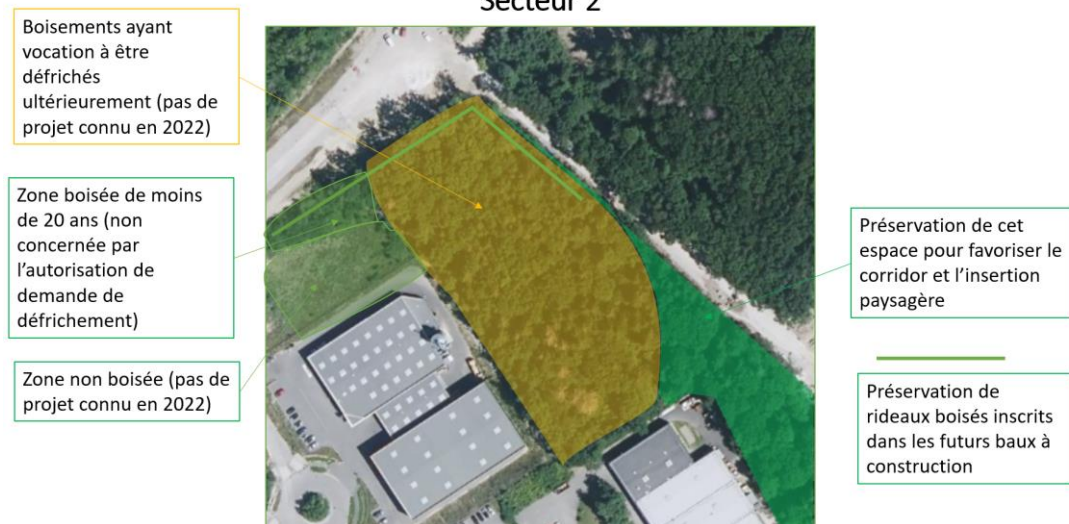 Secteur 2
Boisements ayant
vocation à être
défrichés
ultérieurement (pas de
projet connu en 2022)
Zone boisée de moins
de 20 ans (non
concernée par
l'autorisation de
demande de
défrichement)
Zone non boisée (pas de
projet connu en 2022)
Préservation de cet
espace pour favoriser le
corridor et l'insertion
paysagère
Préservation de
rideaux boisés inscrits
dans les futurs baux à
construction